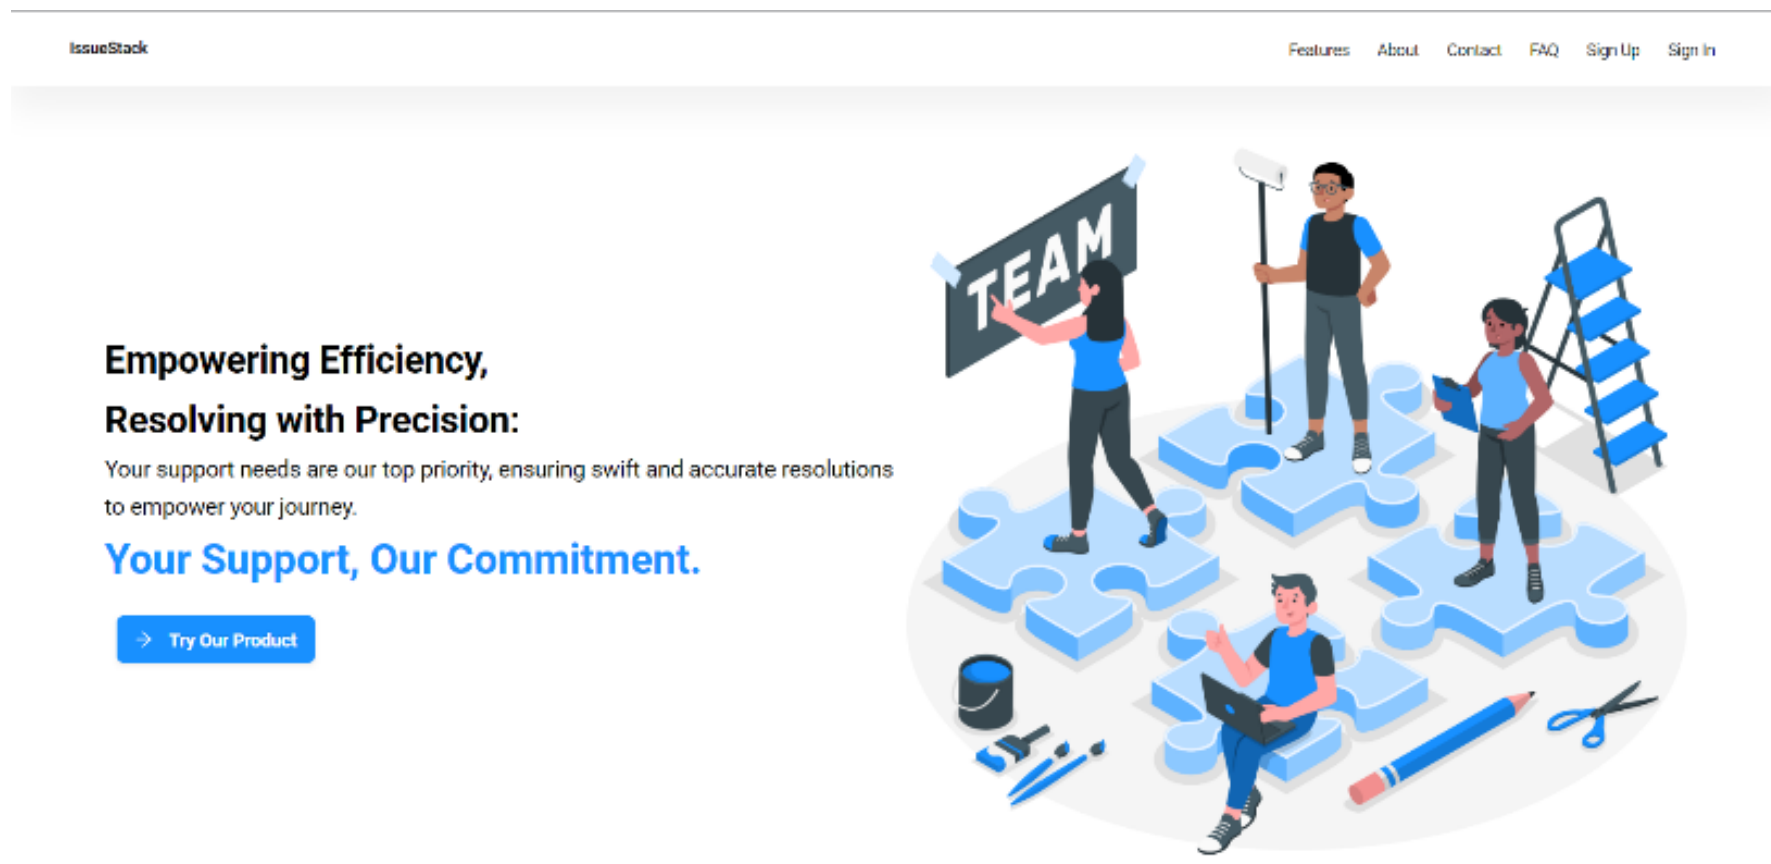 IssueStack
Features About Contact FAQ Sign Up Sign In
TEAM
Empowering Efficiency,
Resolving with Precision:
Your support needs are our top priority, ensuring swift and accurate resolutions
to empower your journey.
Your Support, Our Commitment.
Try Our Product